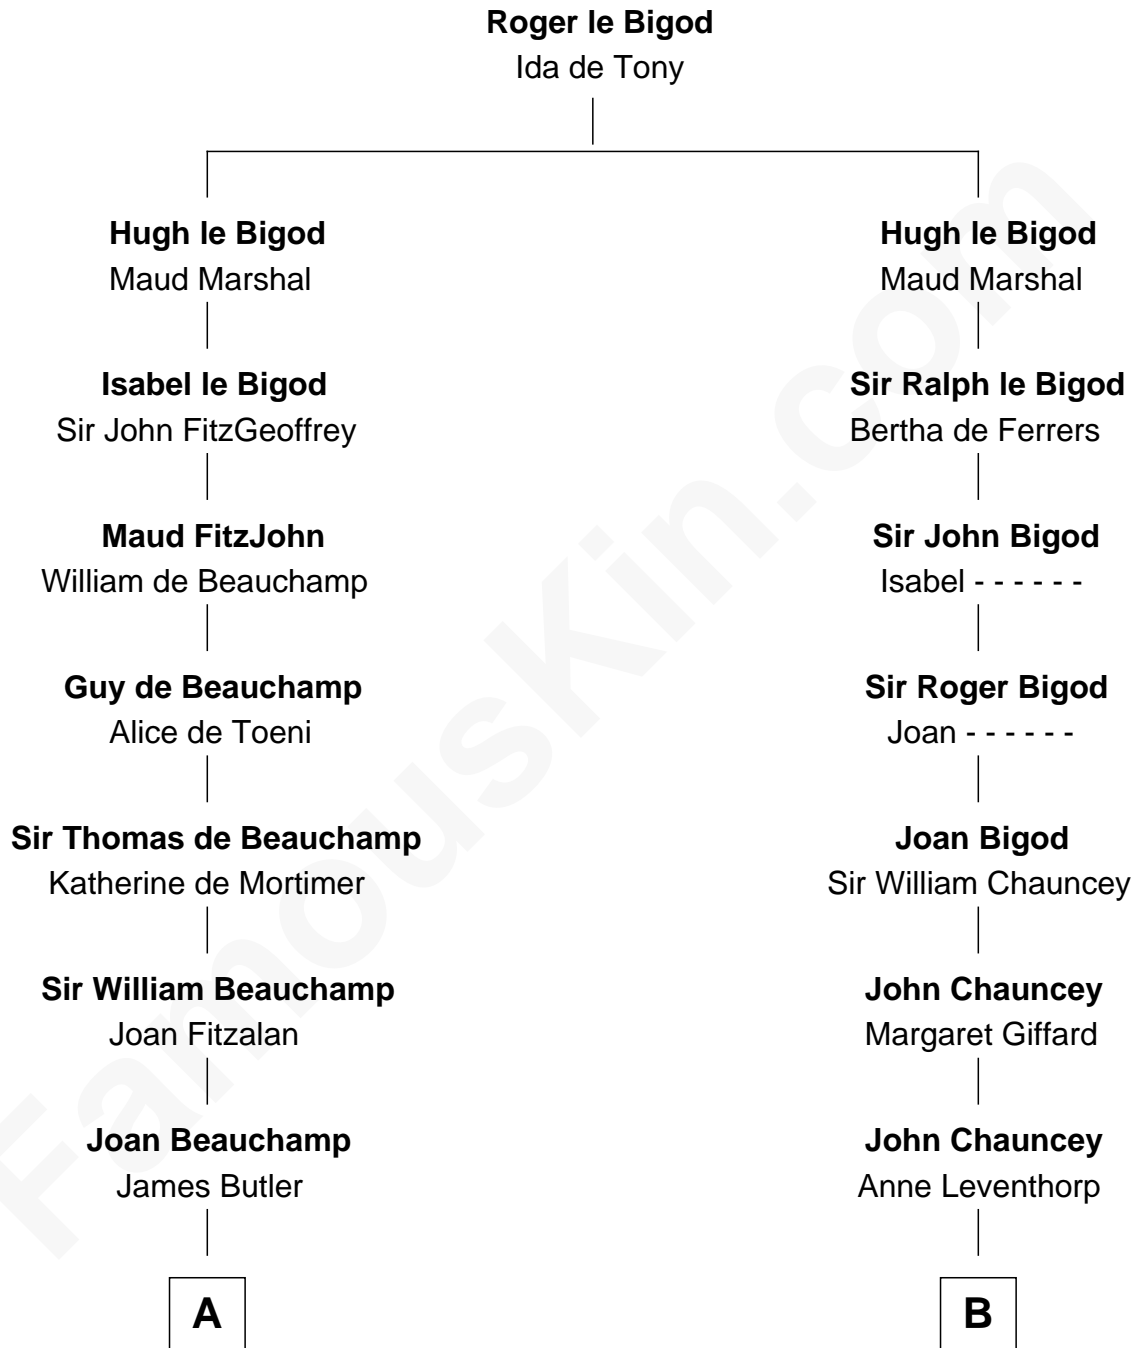 Roger le Bigod
Ida de Tony
Hugh le Bigod
Maud Marshal
Hugh le Bigod
Maud Marshal
Isabel le Bigod
Sir John FitzGeoffrey
Sir Ralph le Bigod
Bertha de Ferrers
Maud FitzJohn
William de Beauchamp
Sir John Bigod
Isabel - - - - - -
Guy de Beauchamp
Alice de Toeni
Sir Roger Bigod
Joan - - - - - -
Sir Thomas de Beauchamp
Katherine de Mortimer
Joan Bigod
Sir William Chauncey
Sir William Beauchamp
Joan Fitzalan
John Chauncey
Margaret Giffard
Joan Beauchamp
James Butler
John Chauncey
Anne Leventhorp
A
B
FamousKin.com